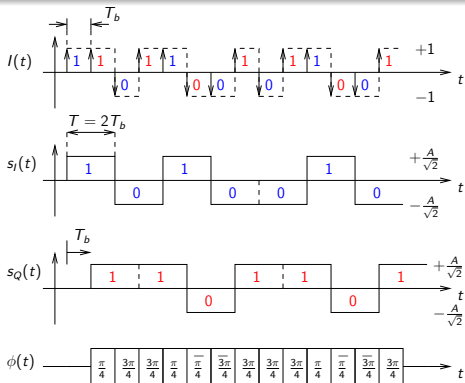 T_b
I(t) 1 1 1 1 1 1 1 1 +1
0 0 0 0 0 0 −1 t
T = 2T_b
s_I(t) 1 1 1 +A/√2
t
0 0 0 0 −A/√2
T_b
s_Q(t) 1 1 1 1 1 +A/√2
t
0 0 −A/√2
ϕ(t) π/4 3π/4 3π/4 π/4 −π/4 −3π/4 3π/4 3π/4 3π/4 π/4 −π/4 −3π/4 3π/4 t